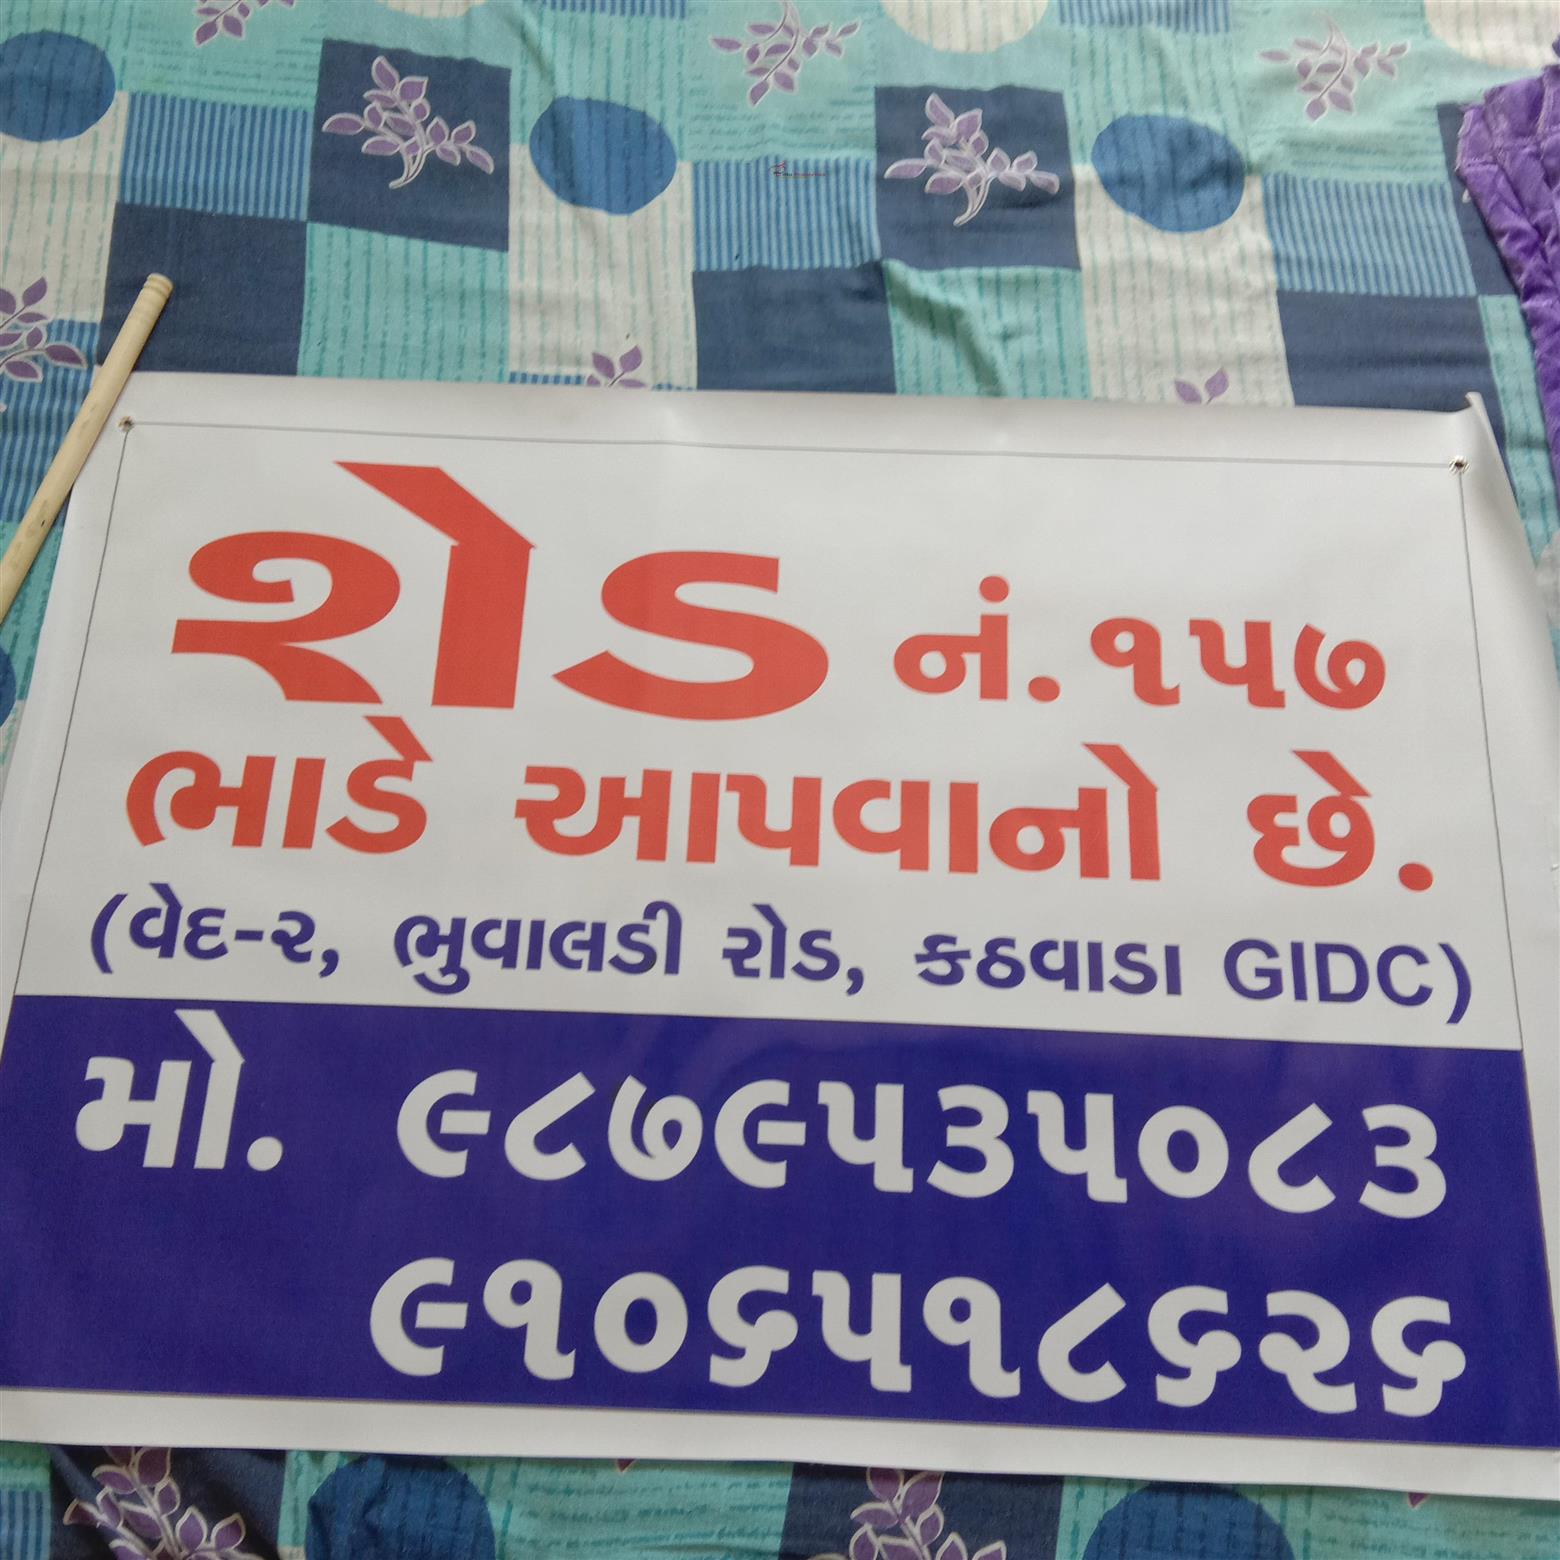 શેડ નં. ૧૫૭
ભાડે આપવાનો છે.
(વેદ-૨, ભુવાલડી રોડ, કઠવાડા GIDC)
મો. ૯૮૭૯૫૩૫૦૮૩
૯૧૦૬૫૧૮૬૨૬